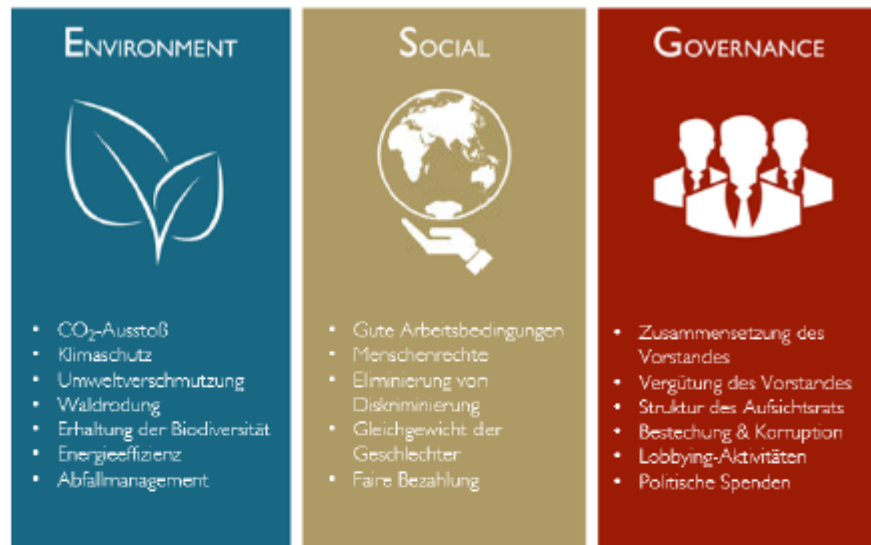 ENVIRONMENT
• CO₂-Ausstoß
• Klimaschutz
• Umweltverschmutzung
• Waldrodung
• Erhaltung der Biodiversität
• Energieeffizienz
• Abfallmanagement
SOCIAL
• Gute Arbeitsbedingungen
• Menschenrechte
• Eliminierung von
Diskriminierung
• Gleichgewicht der
Geschlechter
• Faire Bezahlung
GOVERNANCE
• Zusammensetzung des
Vorstandes
• Vergütung des Vorstandes
• Struktur des Aufsichtsrats
• Bestechung & Korruption
• Lobbying-Aktivitäten
• Politische Spenden